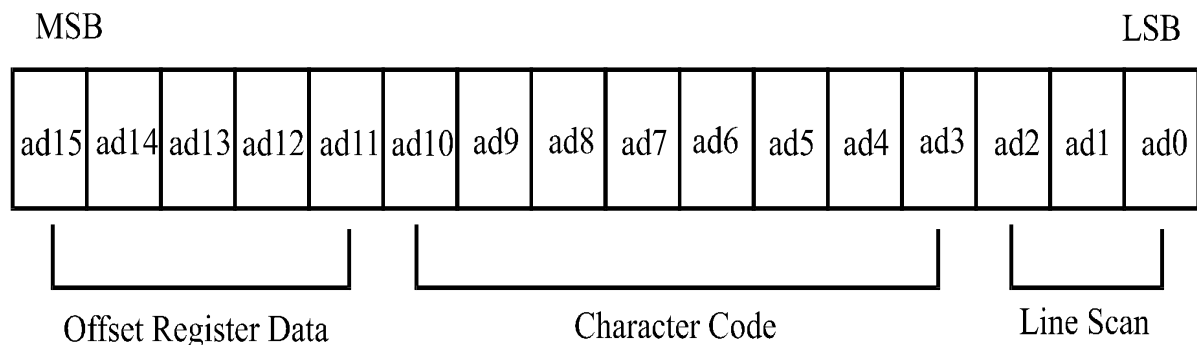 MSB LSB
ad15 ad14 ad13 ad12 ad11 ad10 ad9 ad8 ad7 ad6 ad5 ad4 ad3 ad2 ad1 ad0
Offset Register Data Character Code Line Scan